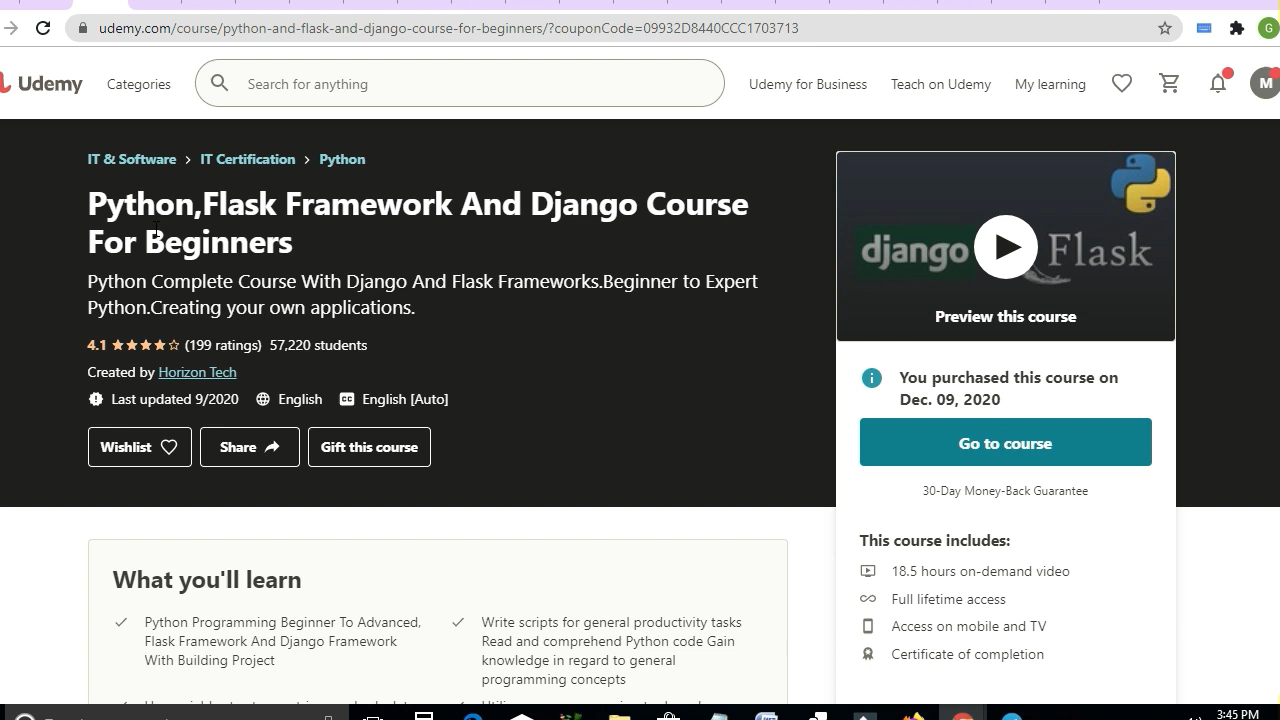 udemy.com/course/python-and-flask-and-django-course-for-beginnerr/?couponCode=09932D8440CCC1703713
G
Udemy Categories Search for anything Udemy for Business Teach on Udemy My learning M
IT & Software > IT Certification > Python
Python,Flask Framework And Django Course
For Beginners
Python Complete Course With Django And Flask Frameworks.Beginner to Expert
Python.Creating your own applications.
4.1 (199 ratings) 57,220 students
Created by Horizon Tech
Last updated 9/2020 English CC English [Auto]
Wishlist Share Gift this course
django Flask
Preview this course
You purchased this course on
Dec. 09, 2020
Go to course
30-Day Money-Back Guarantee
This course includes:
18.5 hours on-demand video
Full lifetime access
Access on mobile and TV
Certificate of completion
What you'll learn
Python Programming Beginner To Advanced,
Flask Framework And Django Framework
With Building Project
Write scripts for general productivity tasks
Read and comprehend Python code Gain
knowledge in regard to general
programming concepts
3:45 PM